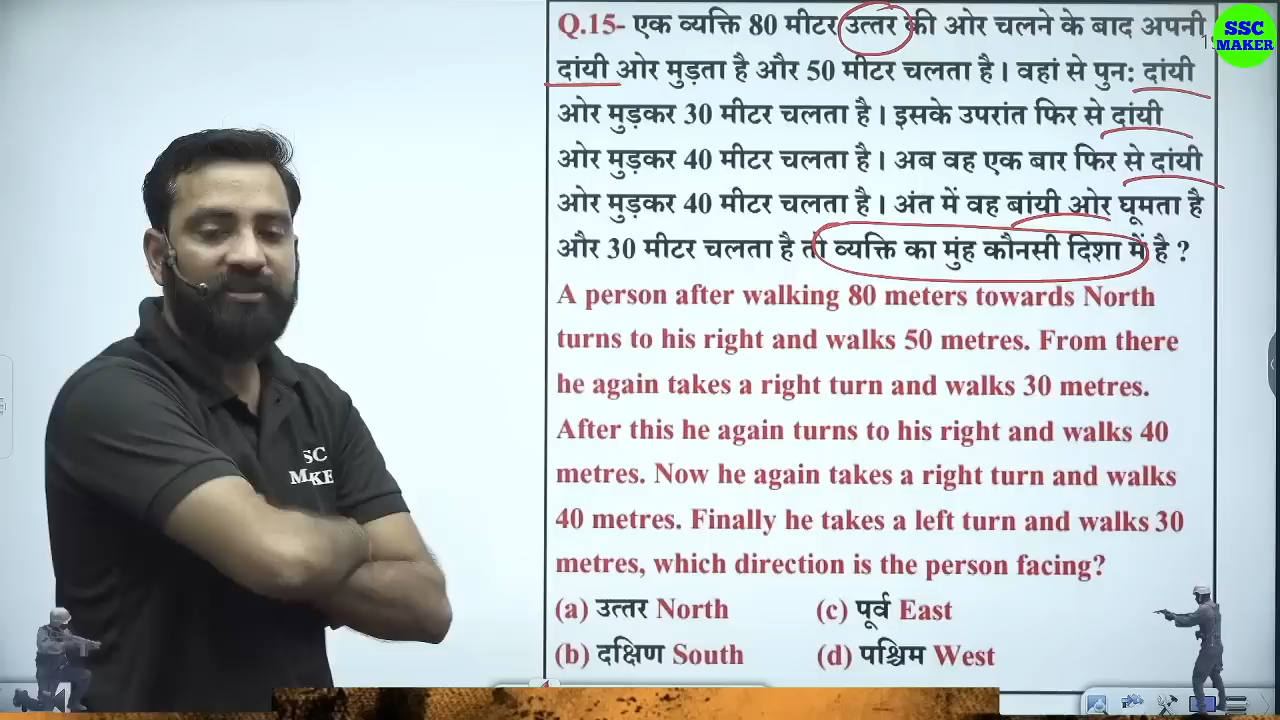 Q.15- एक व्यक्ति 80 मीटर उत्तर की ओर चलने के बाद अपनी
दांयी ओर मुड़ता है और 50 मीटर चलता है। वहां से पुन: दांयी
ओर मुड़कर 30 मीटर चलता है। इसके उपरांत फिर से दांयी
ओर मुड़कर 40 मीटर चलता है। अब वह एक बार फिर से दांयी
ओर मुड़कर 40 मीटर चलता है। अंत में वह बांयी ओर घूमता है
और 30 मीटर चलता है तो व्यक्ति का मुंह कौनसी दिशा में है ?
A person after walking 80 meters towards North
turns to his right and walks 50 metres. From there
he again takes a right turn and walks 30 metres.
After this he again turns to his right and walks 40
metres. Now he again takes a right turn and walks
40 metres. Finally he takes a left turn and walks 30
metres, which direction is the person facing?
(a) उत्तर North
(c) पूर्व East
(b) दक्षिण South
(d) पश्चिम West
SSC
MAKER
SC